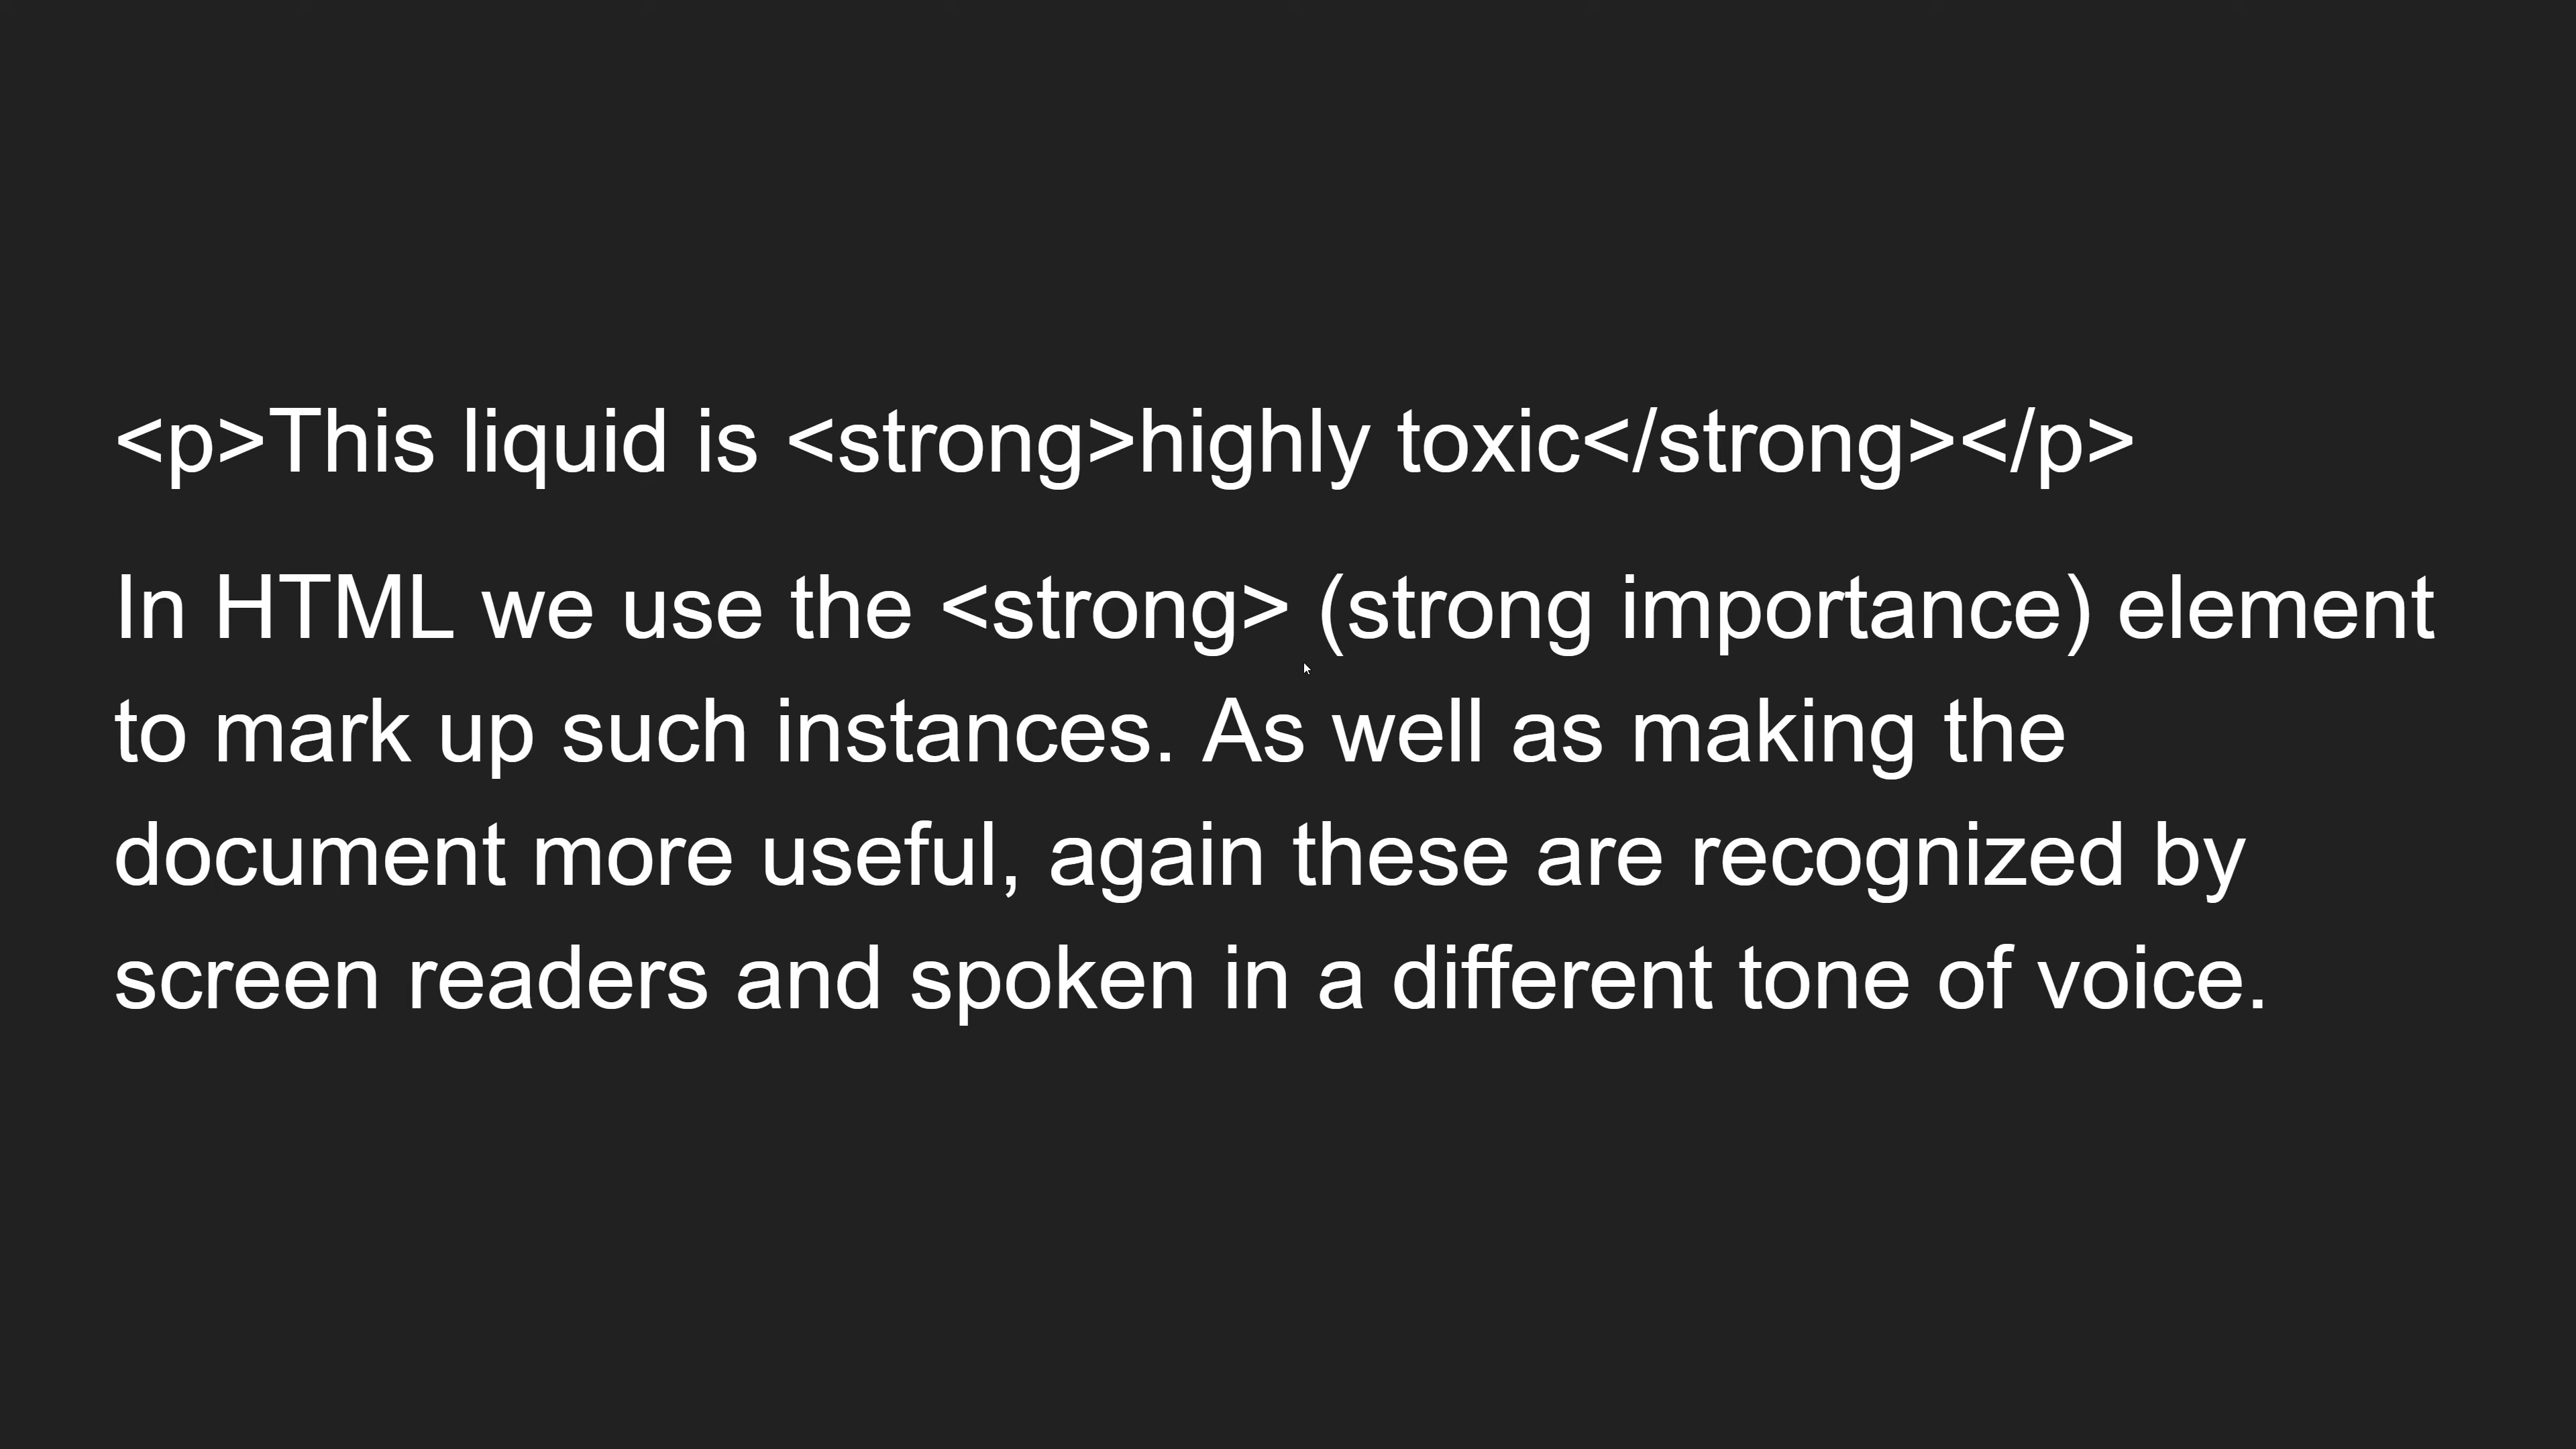 <p>This liquid is <strong>highly toxic</strong></p>
In HTML we use the <strong> (strong importance) element
to mark up such instances. As well as making the
document more useful, again these are recognized by
screen readers and spoken in a different tone of voice.